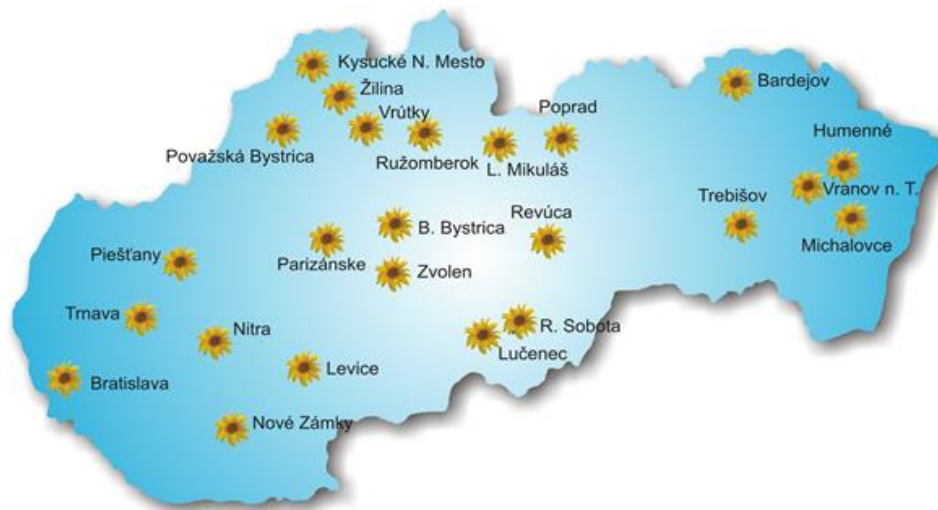 Kysucké N. Mesto
Žilina
Bardejov
Vrútky
Poprad
Považská Bystrica
Ružomberok
L. Mikuláš
Humenné
Vranov n. T.
Trebišov
Revúca
B. Bystrica
Michalovce
Piešťany
Parizánske
Zvolen
Trnava
Nitra
R. Sobota
Lučenec
Levice
Bratislava
Nové Zámky